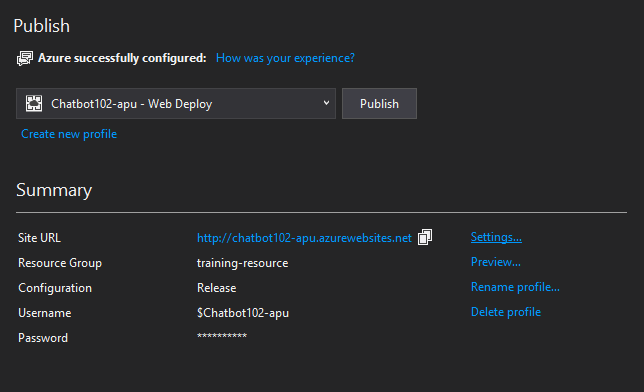 Publish
Azure successfully configured: How was your experience?
Chatbot102-apu - Web Deploy Publish
Create new profile
Summary
Site URL http://chatbot102-apu.azurewebsites.net Settings...
Resource Group training-resource Preview...
Configuration Release Rename profile...
Username $Chatbot102-apu Delete profile
Password **********